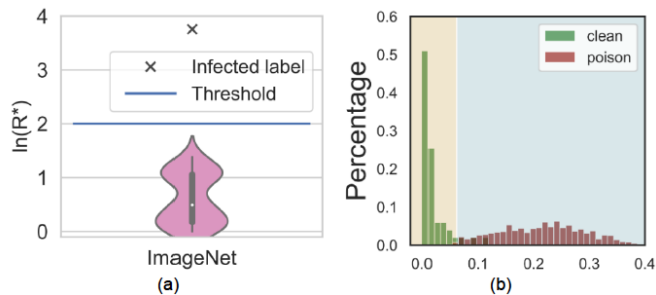 4
3
2
1
0
ln(R*)
Infected label
Threshold
ImageNet
(a)
0.6
0.5
0.4
0.3
0.2
0.1
0.0
Percentage
clean
poison
0.0 0.1 0.2 0.3 0.4
(b)